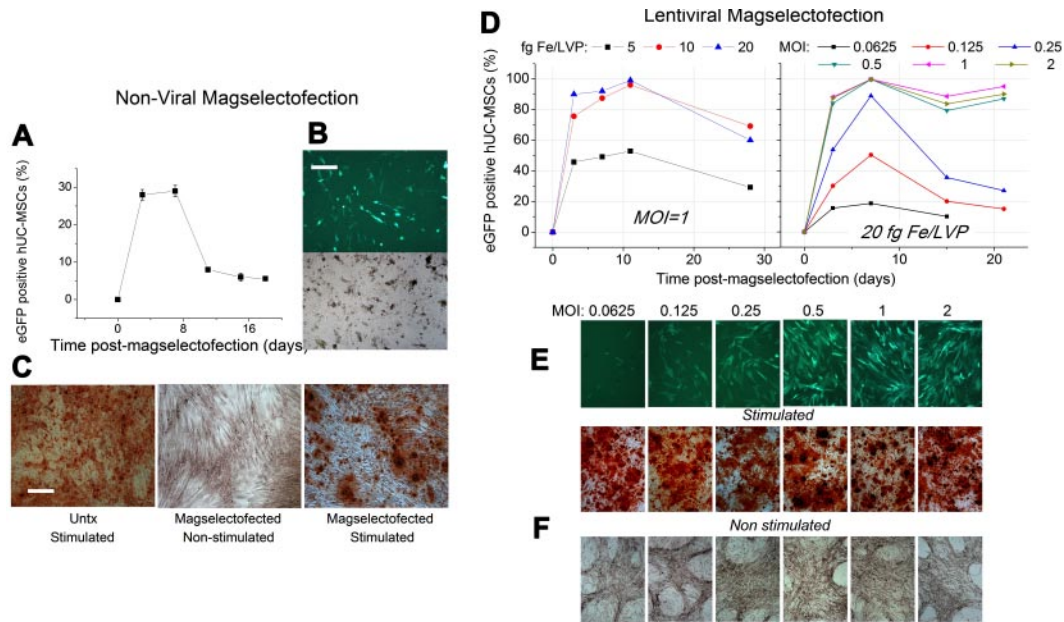 Non-Viral Magselectofection
A
eGFP positive hUC-MSCs (%)
30
20
10
0
0 8 16
Time post-magselectofection (days)
B
C
Untx
Stimulated
Magselectofected
Non-stimulated
Magselectofected
Stimulated
D
Lentiviral Magselectofection
fg Fe/LVP: 5 10 20
MOI: 0.0625 0.125 0.25
0.5 1 2
eGFP positive hUC-MSCs (%)
100
80
60
40
20
0
MOI=1
20 fg Fe/LVP
0 10 20 30
0 10 20
Time post-magselectofection (days)
MOI: 0.0625 0.125 0.25 0.5 1 2
E
Stimulated
Non stimulated
F